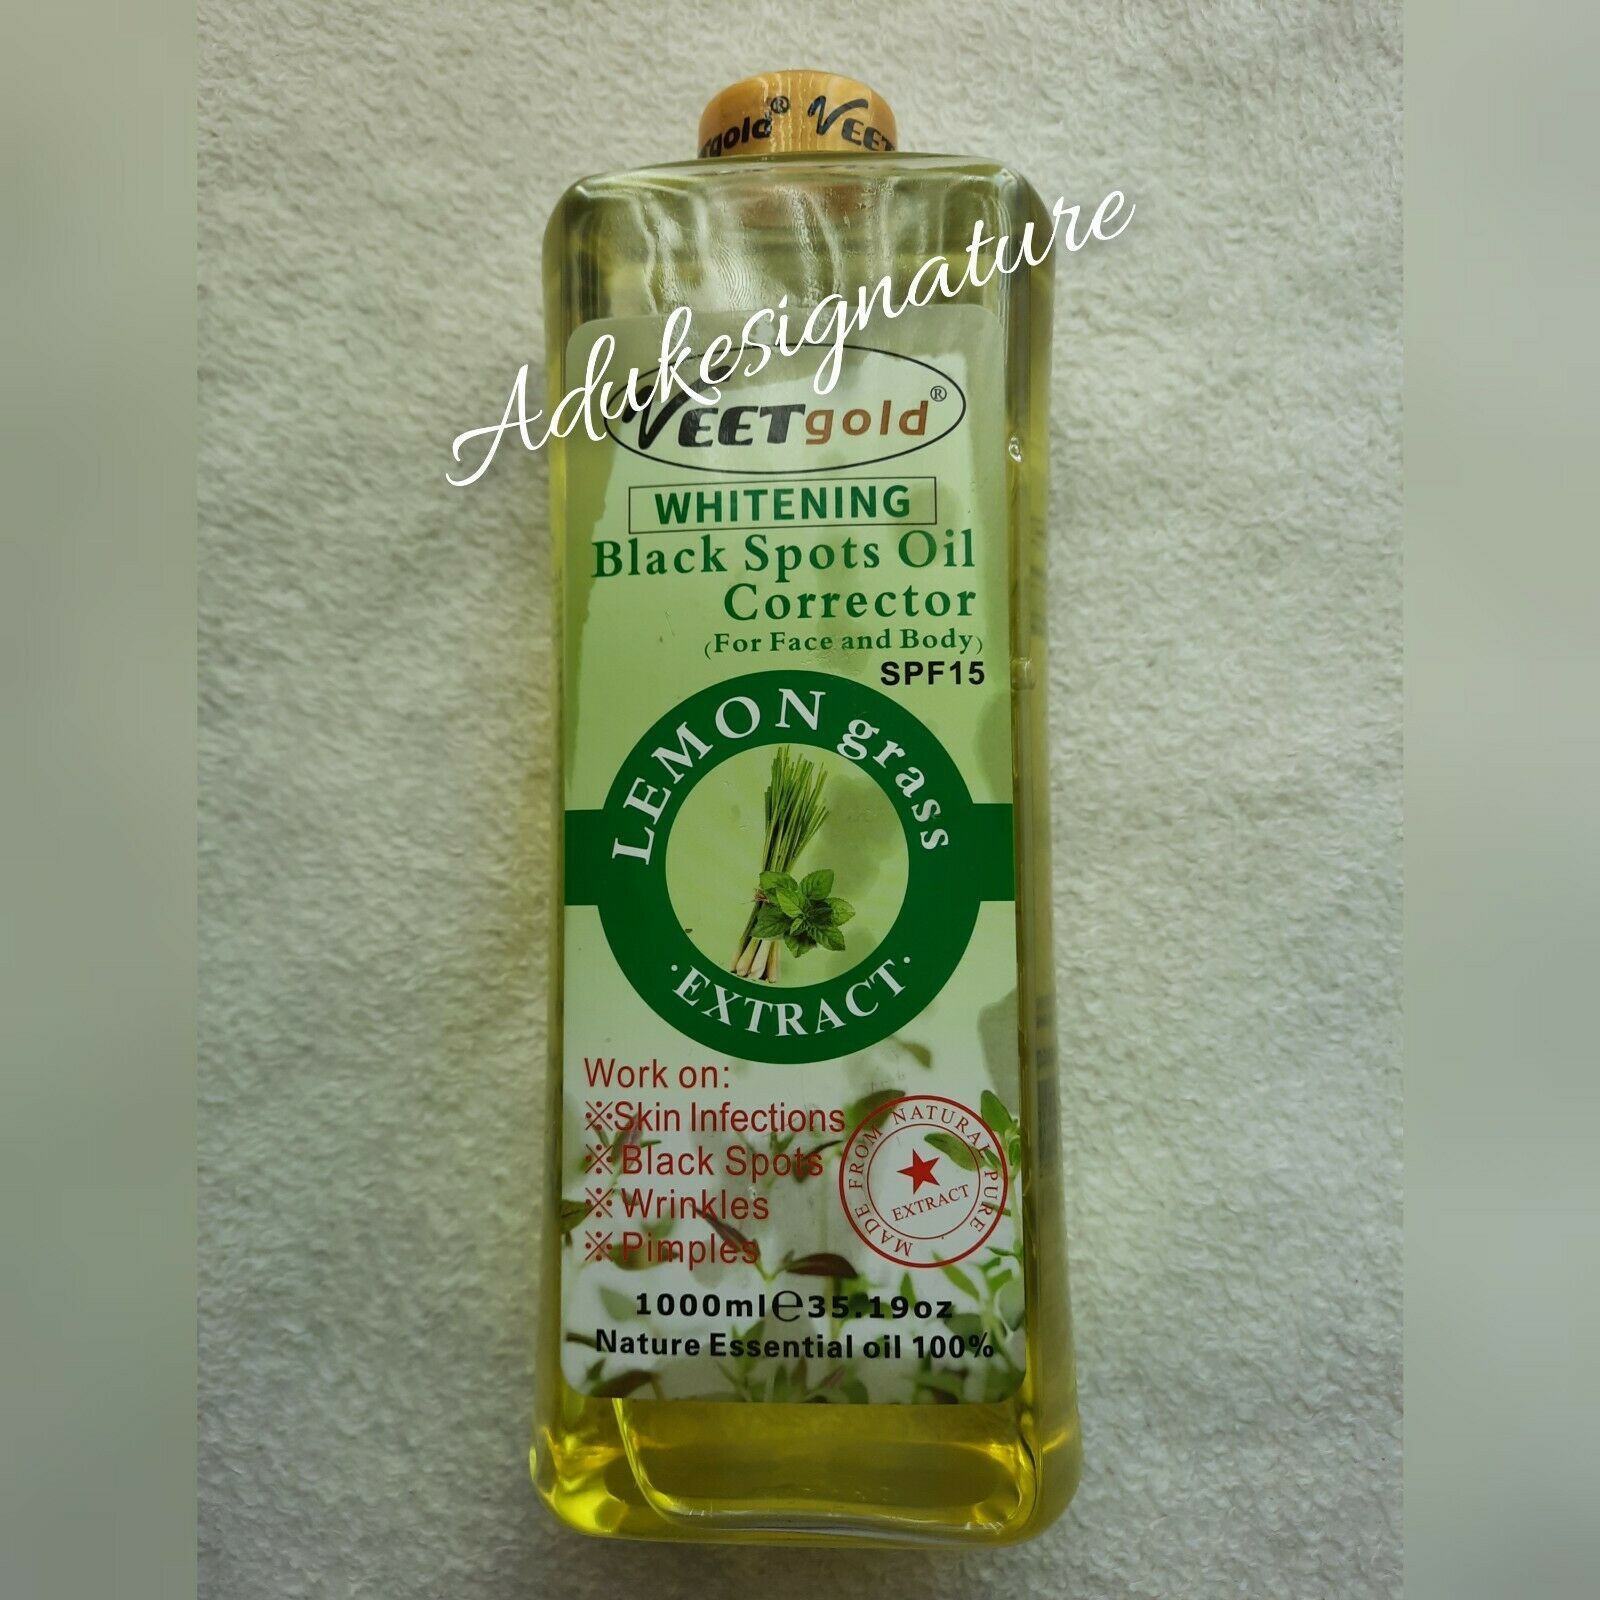 rgold® VEET
Adukesignature
VEETgold®
WHITENING
Black Spots Oil
Corrector
(For Face and Body)
SPF15
LEMON grass
·EXTRACT·
Work on:
※Skin Infections
※Black Spots
※Wrinkles
※Pimples
MADE FROM NATURAL PURE
EXTRACT
1000ml℮35.19oz
Nature Essential oil 100%